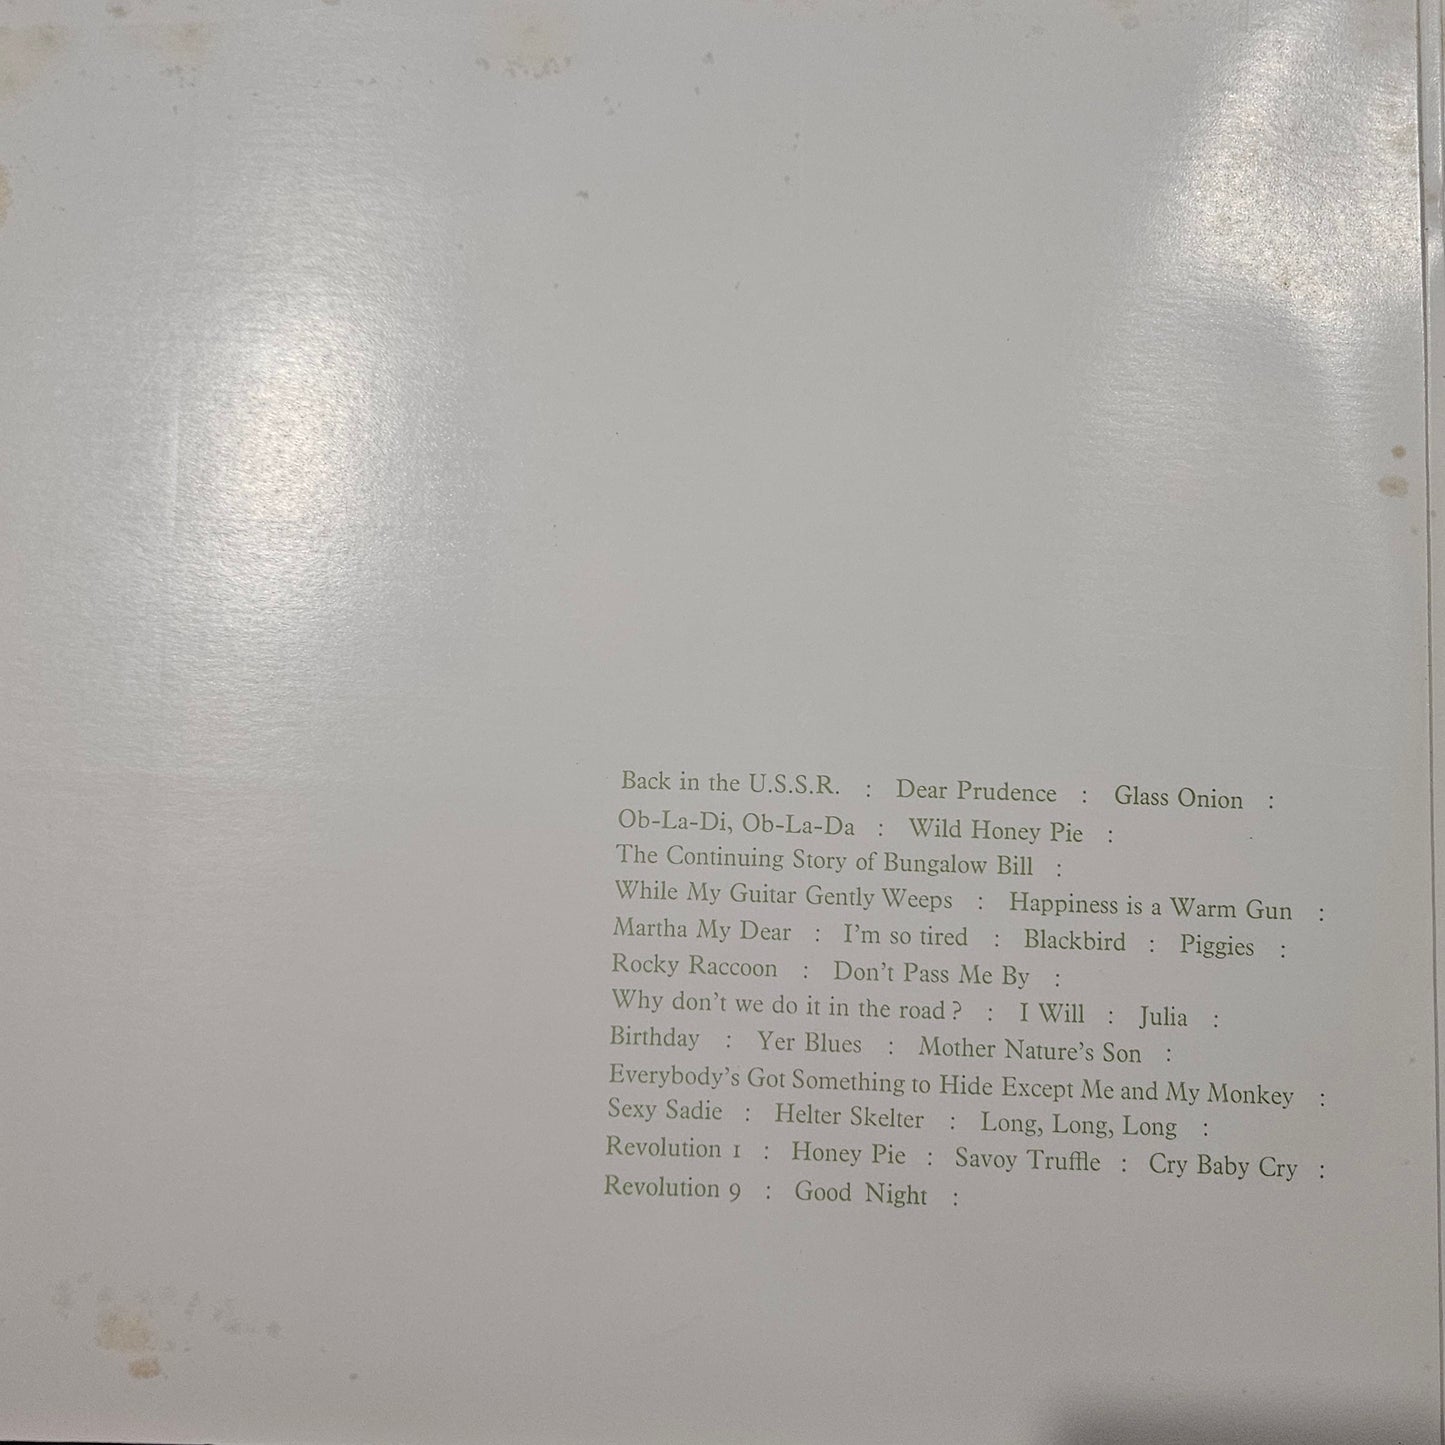 Back in the U.S.S.R. : Dear Prudence : Glass Onion :
Ob-La-Di, Ob-La-Da : Wild Honey Pie :
The Continuing Story of Bungalow Bill :
While My Guitar Gently Weeps : Happiness is a Warm Gun :
Martha My Dear : I'm so tired : Blackbird : Piggies :
Rocky Raccoon : Don't Pass Me By :
Why don't we do it in the road ? : I Will : Julia :
Birthday : Yer Blues : Mother Nature's Son :
Everybody's Got Something to Hide Except Me and My Monkey :
Sexy Sadie : Helter Skelter : Long, Long, Long :
Revolution 1 : Honey Pie : Savoy Truffle : Cry Baby Cry :
Revolution 9 : Good Night :